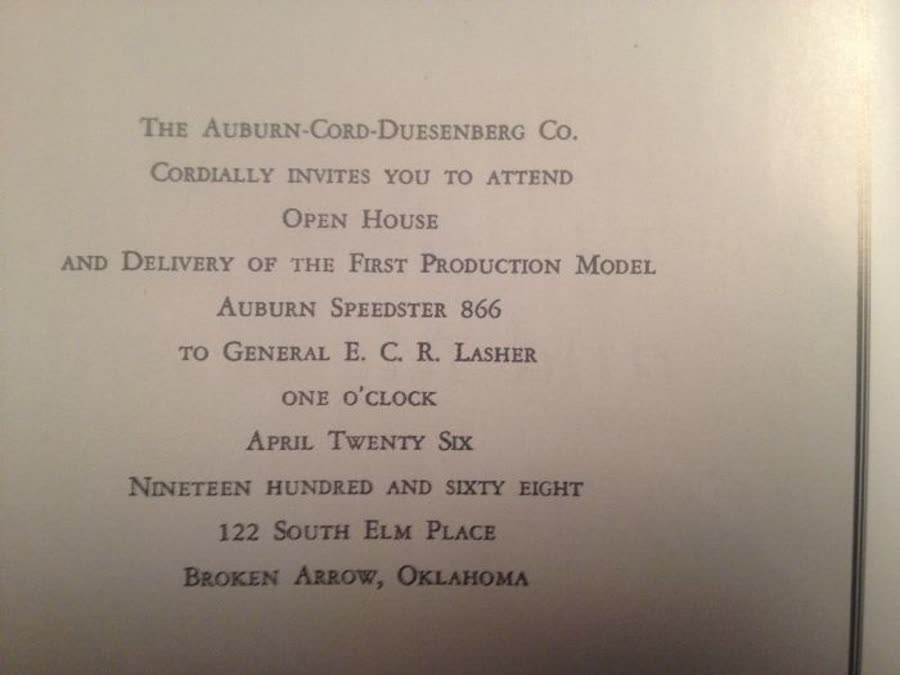 The Auburn-Cord-Duesenberg Co.
Cordially invites you to attend
Open House
and Delivery of the First Production Model
Auburn Speedster 866
to General E. C. R. Lasher
one o'clock
April Twenty Six
Nineteen hundred and sixty eight
122 South Elm Place
Broken Arrow, Oklahoma